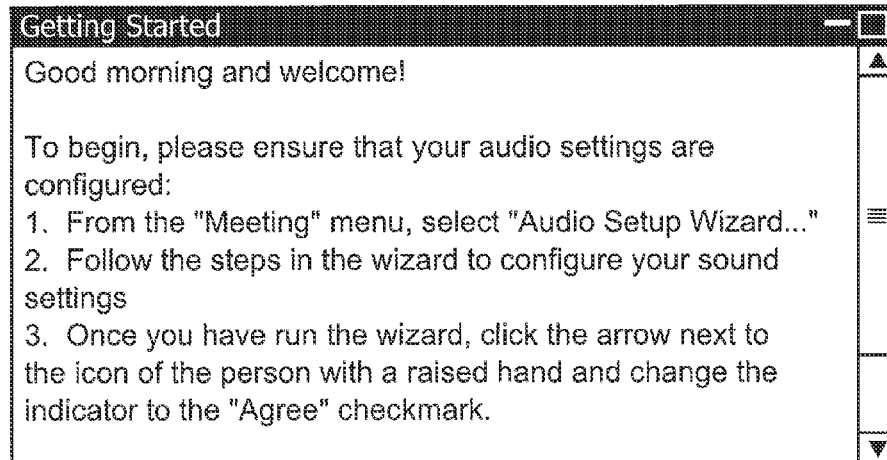 Getting Started
Good morning and welcome!
To begin, please ensure that your audio settings are
configured:
1. From the "Meeting" menu, select "Audio Setup Wizard..."
2. Follow the steps in the wizard to configure your sound
settings
3. Once you have run the wizard, click the arrow next to
the icon of the person with a raised hand and change the
indicator to the "Agree" checkmark.